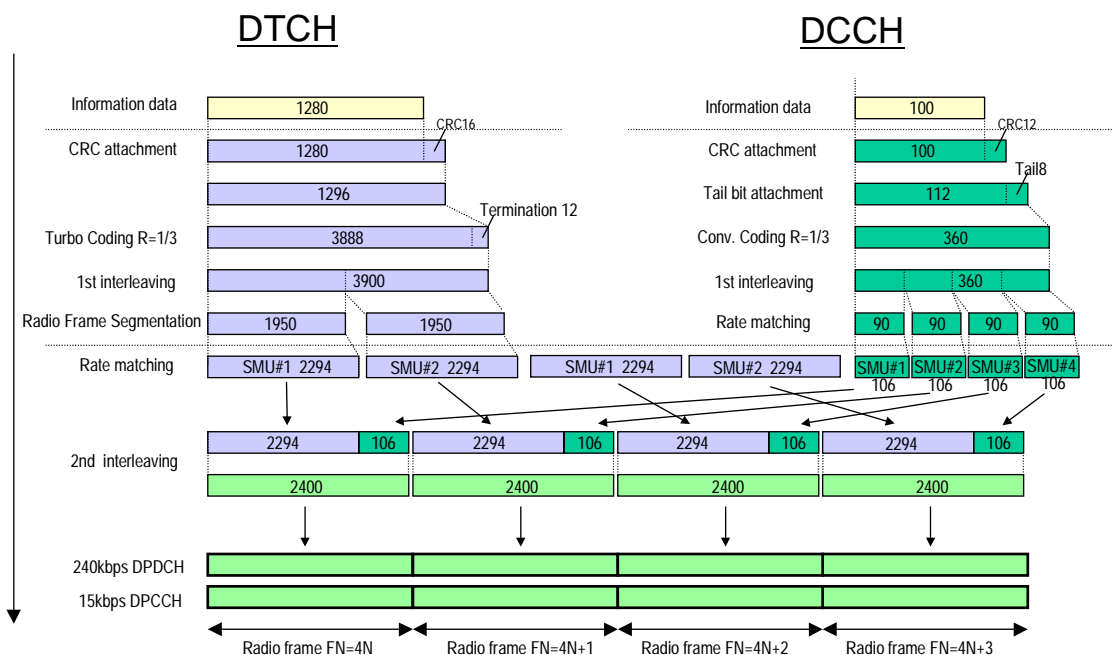 DTCH
DCCH
Information data
1280
Information data
100
CRC16
CRC12
CRC attachment
1280
CRC attachment
100
Tail8
1296
Tail bit attachment
112
Termination 12
Turbo Coding R=1/3
3888
Conv. Coding R=1/3
360
1st interleaving
3900
1st interleaving
360
Radio Frame Segmentation
1950
1950
Rate matching
90
90
90
90
Rate matching
SMU#1 2294
SMU#2 2294
SMU#1 2294
SMU#2 2294
SMU#1
SMU#2
SMU#3
SMU#4
106
106
106
106
2nd interleaving
2294
106
2294
106
2294
106
2294
106
2400
2400
2400
2400
240kbps DPDCH
15kbps DPCCH
Radio frame FN=4N
Radio frame FN=4N+1
Radio frame FN=4N+2
Radio frame FN=4N+3